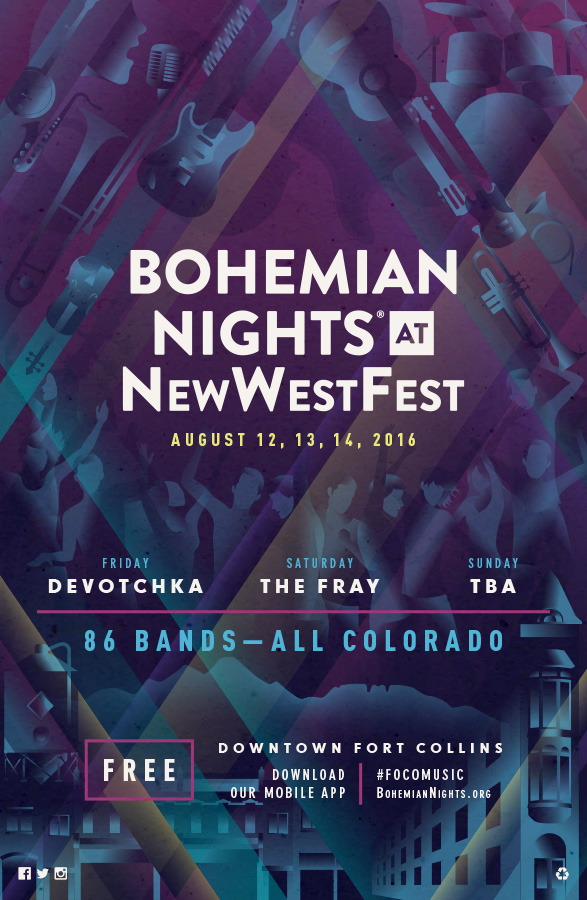 BOHEMIAN
NIGHTS® AT
NEWWESTFEST
AUGUST 12, 13, 14, 2016
FRIDAY
DEVOTCHKA
SATURDAY
THE FRAY
SUNDAY
TBA
86 BANDS—ALL COLORADO
FREE
DOWNTOWN FORT COLLINS
DOWNLOAD
OUR MOBILE APP
#FOCOMUSIC
BOHEMIANNIGHTS.ORG